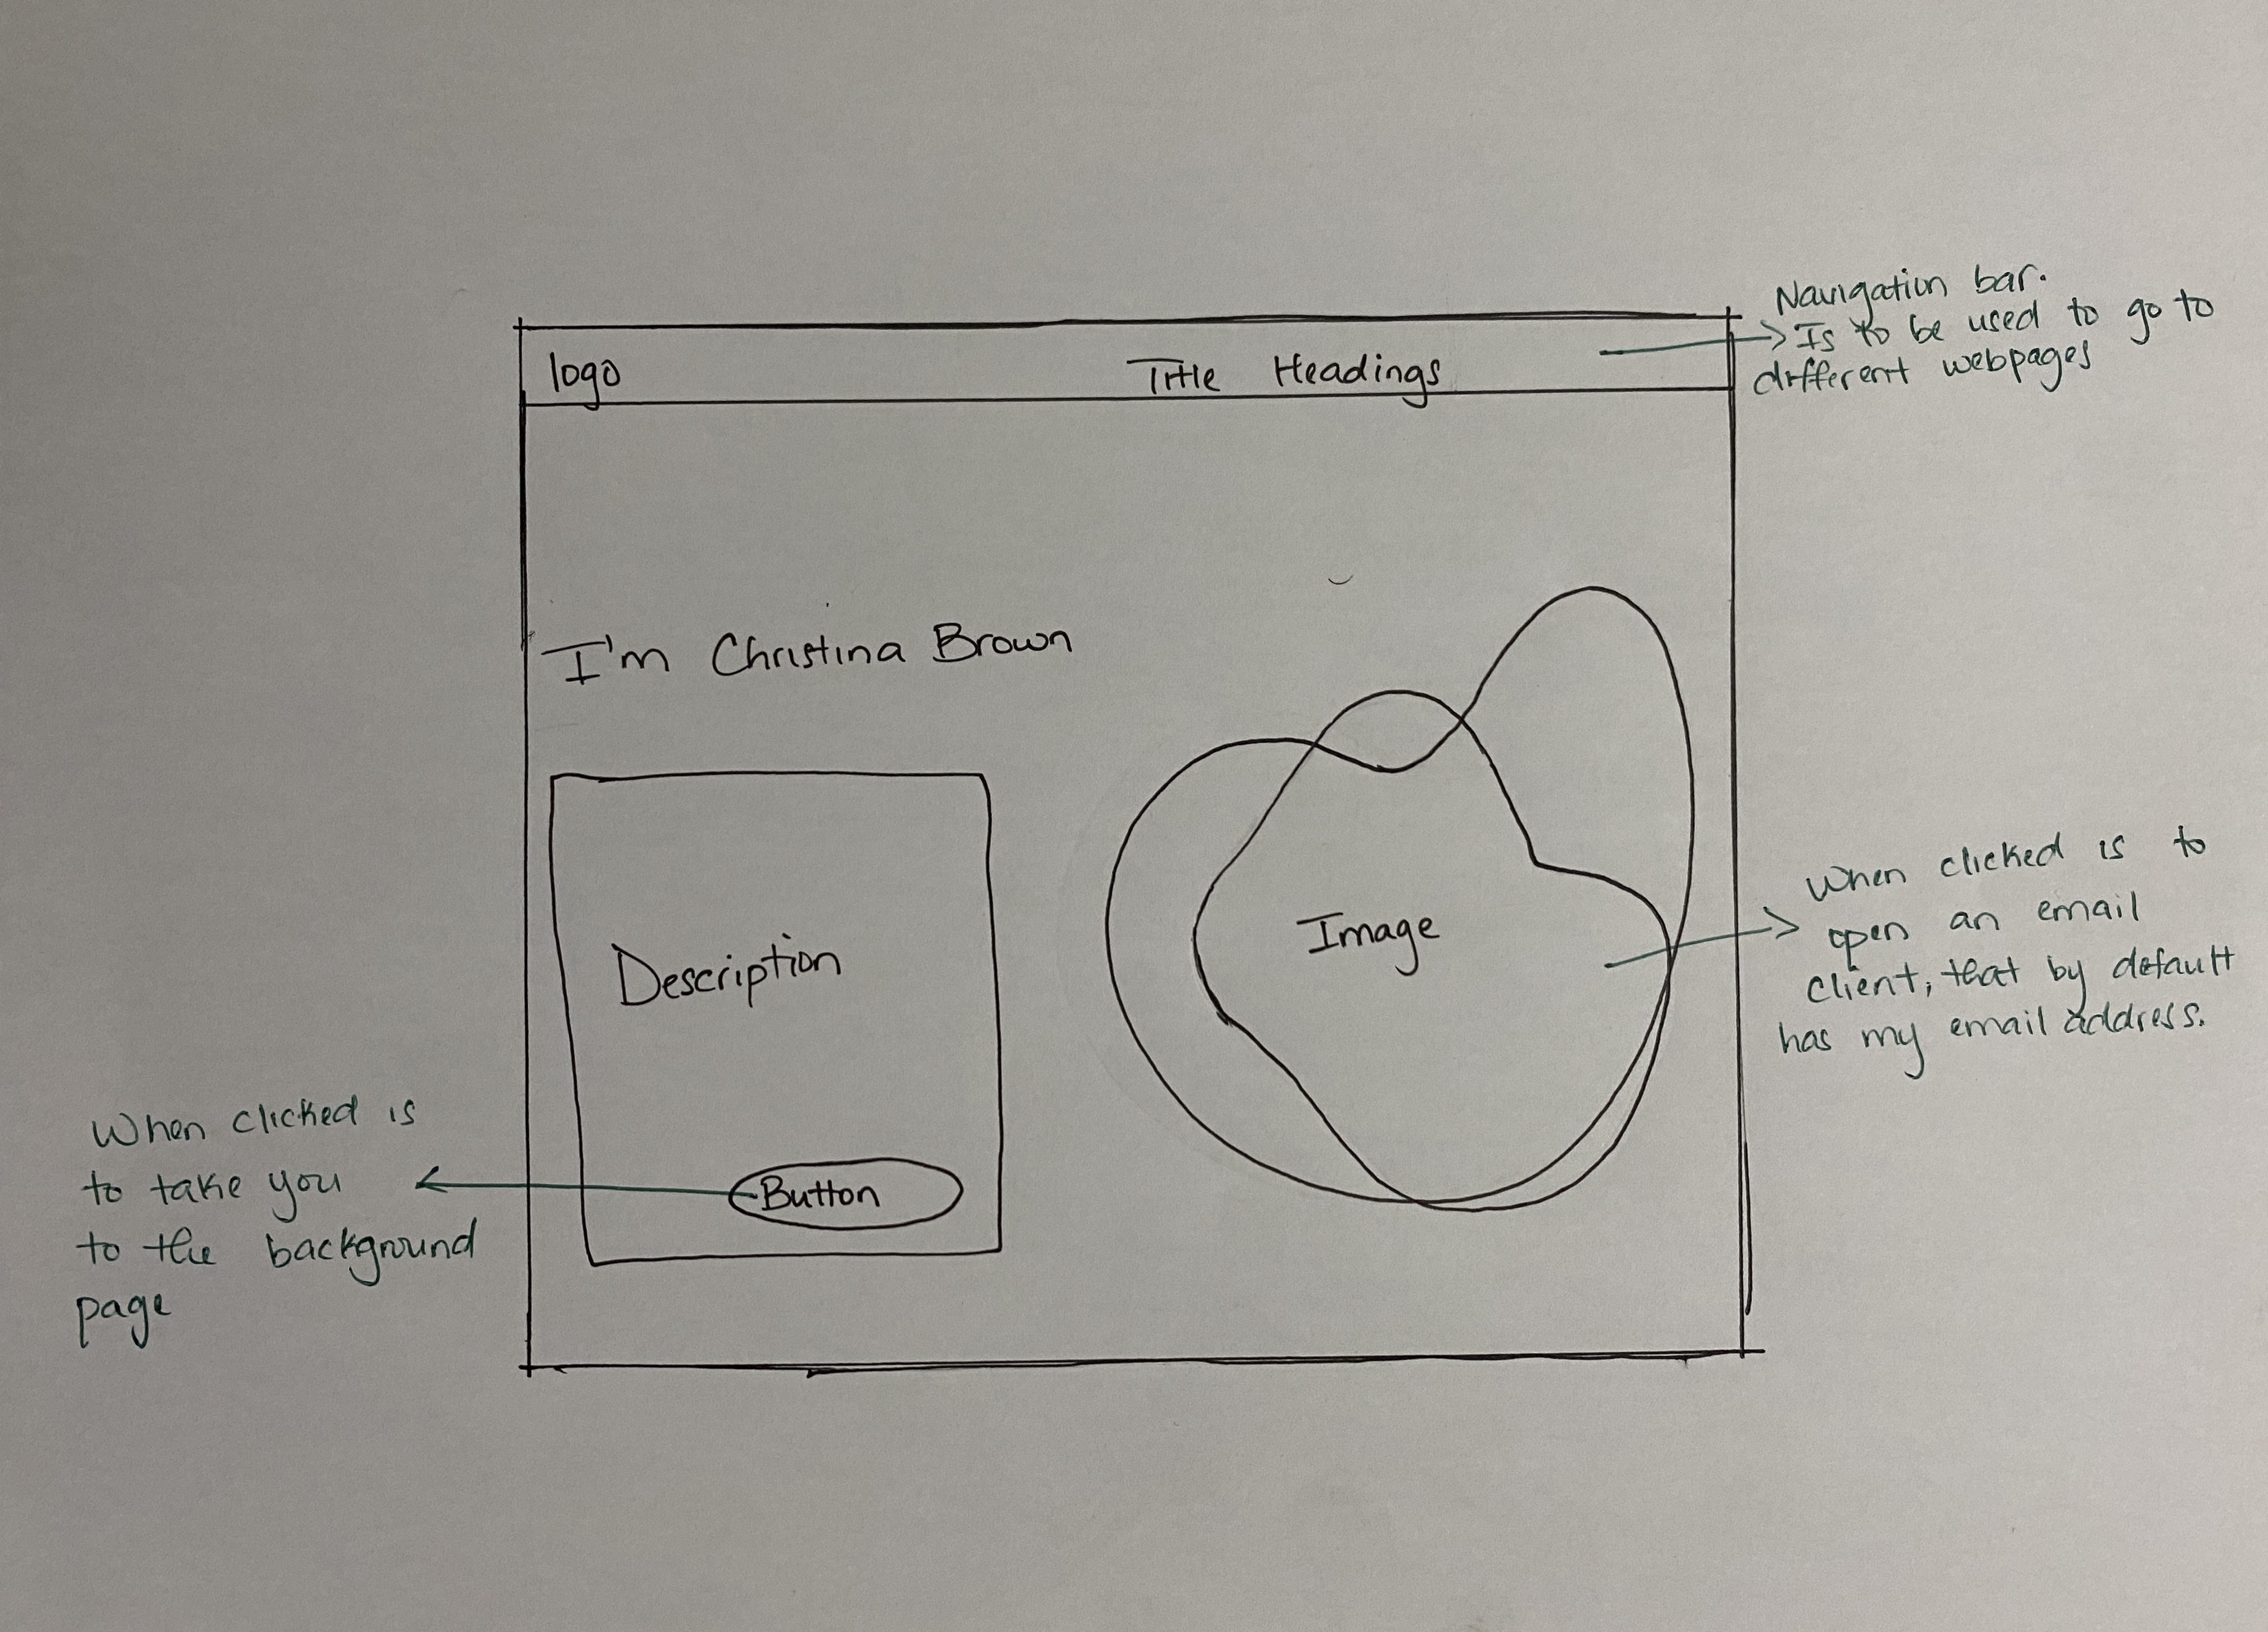 Navigation bar.
Is to be used to go to
different webpages
logo
Title Headings
I'm Christina Brown
Description
Button
Image
When clicked is to
open an email
client, that by default
has my email address.
When clicked is
to take you
to the background
page